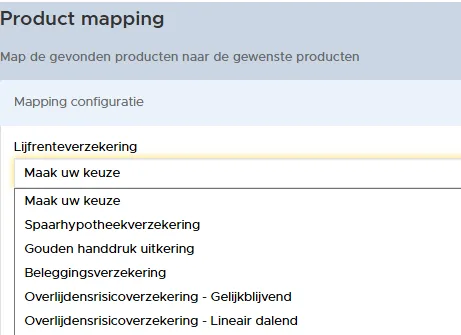 Product mapping
Map de gevonden producten naar de gewenste producten
Mapping configuratie
Lijfrenteverzekering
Maak uw keuze
Maak uw keuze
Spaarhypotheekverzekering
Gouden handdruk uitkering
Beleggingsverzekering
Overlijdensrisicoverzekering - Gelijkblijvend
Overlijdensrisicoverzekering - Lineair dalend